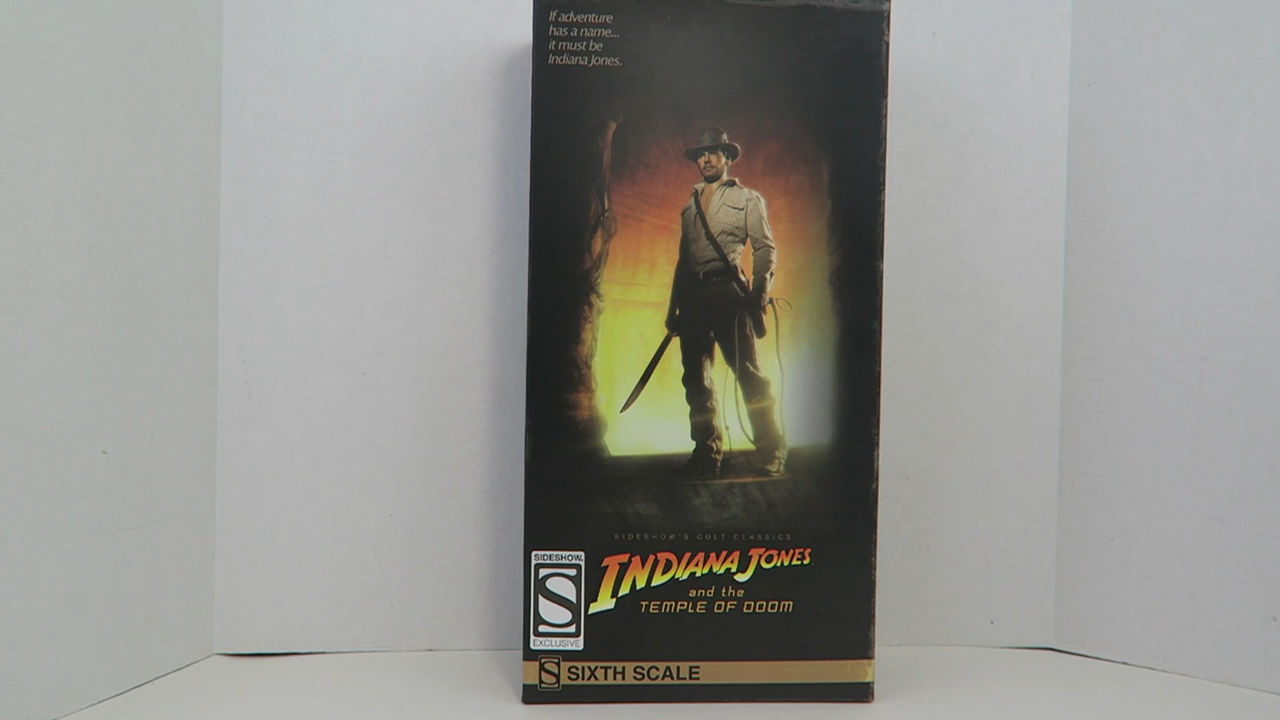 If adventure
has a name...
it must be
Indiana Jones.
SIDESHOW'S CULT CLASSICS
INDIANA JONES
and the
TEMPLE OF DOOM
SIDESHOW
S
EXCLUSIVE
S SIXTH SCALE